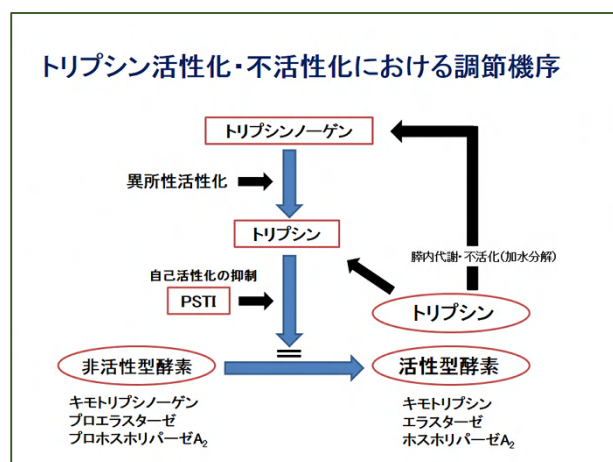 トリプシン活性化・不活性化における調節機序
トリプシンノーゲン
異所性活性化
トリプシン
膵内代謝・不活化(加水分解)
自己活性化の抑制
PSTI
トリプシン
非活性型酵素
活性型酵素
キモトリプシノーゲン
プロエラスターゼ
プロホスホリパーゼA₂
キモトリプシン
エラスターゼ
ホスホリパーゼA₂